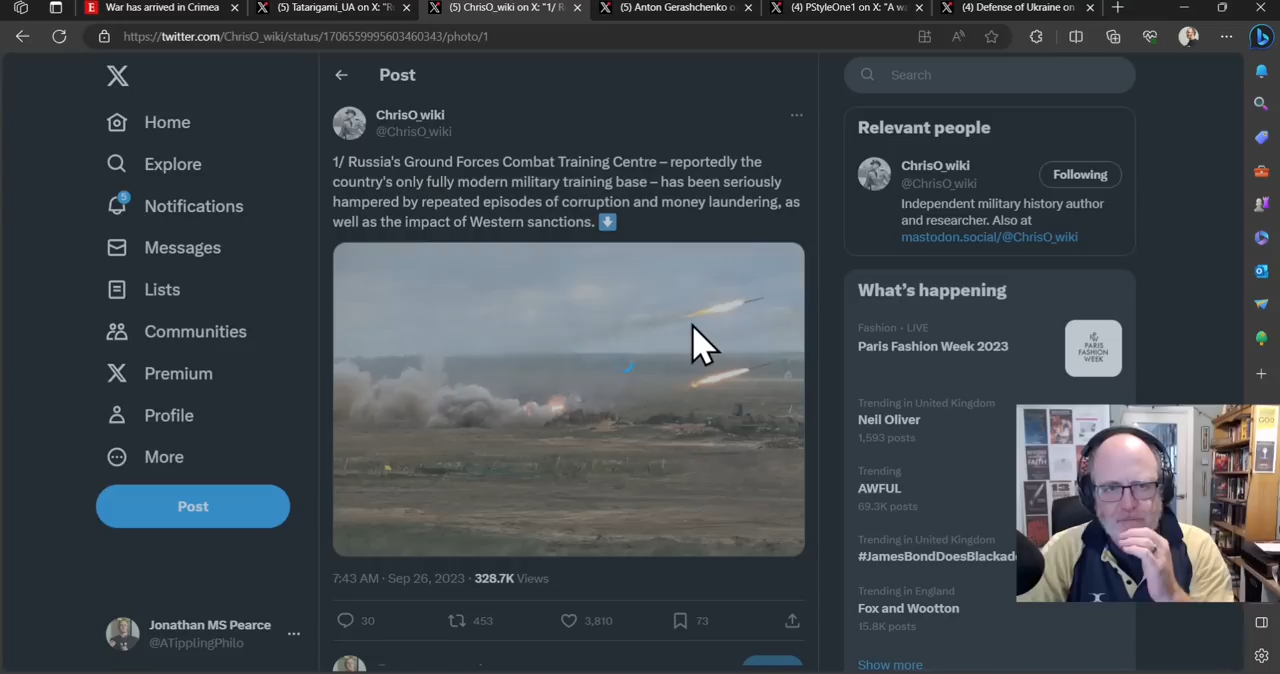 War has arrived in Crimea
(5) Tatarigami_UA on X: "R
(5) ChrisO_wiki on X: "1/ R
(5) Anton Gerashchenko o
(4) PStyleOne1 on X: "A w
(4) Defense of Ukraine on
https://twitter.com/ChrisO_wiki/status/1706559995603460343/photo/1
Home
Explore
5
Notifications
Messages
Lists
Communities
Premium
Profile
More
Post
Jonathan MS Pearce
@ATipplingPhilo
Post
ChrisO_wiki
@ChrisO_wiki
1/ Russia's Ground Forces Combat Training Centre – reportedly the
country's only fully modern military training base – has been seriously
hampered by repeated episodes of corruption and money laundering, as
well as the impact of Western sanctions.
7:43 AM · Sep 26, 2023 · 328.7K Views
30 453 3,810 73
Search
Relevant people
ChrisO_wiki
@ChrisO_wiki
Following
Independent military history author
and researcher. Also at
mastodon.social/@ChrisO_wiki
What's happening
Fashion · LIVE
Paris Fashion Week 2023
PARIS
FASHION
WEEK
Trending in United Kingdom
Neil Oliver
1,593 posts
Trending
AWFUL
69.3K posts
Trending in United Kingdom
#JamesBondDoesBlackad
Trending in England
Fox and Wootton
15.8K posts
Show more
FAITH
13
GOD